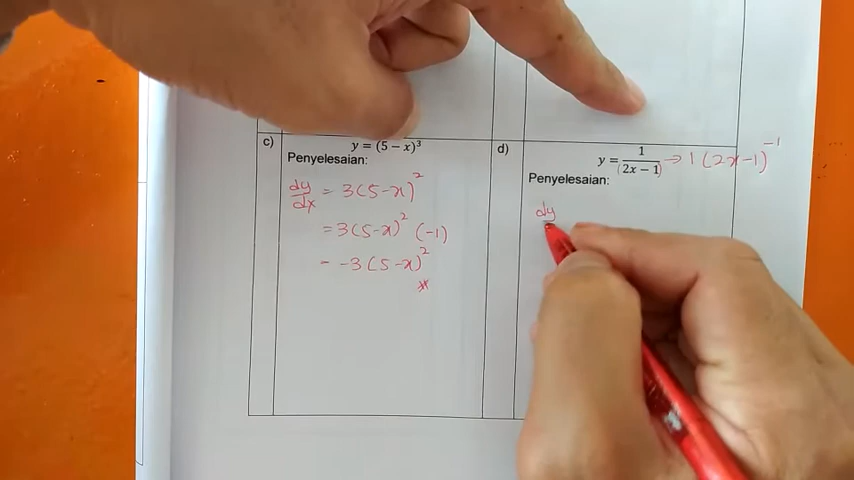 c) y = (5 − x)³
Penyelesaian:
dy/dx = 3(5-x)²
= 3(5-x)² (-1)
= -3(5-x)²
d) y = 1/(2x − 1) → 1(2x-1)⁻¹
Penyelesaian:
dy